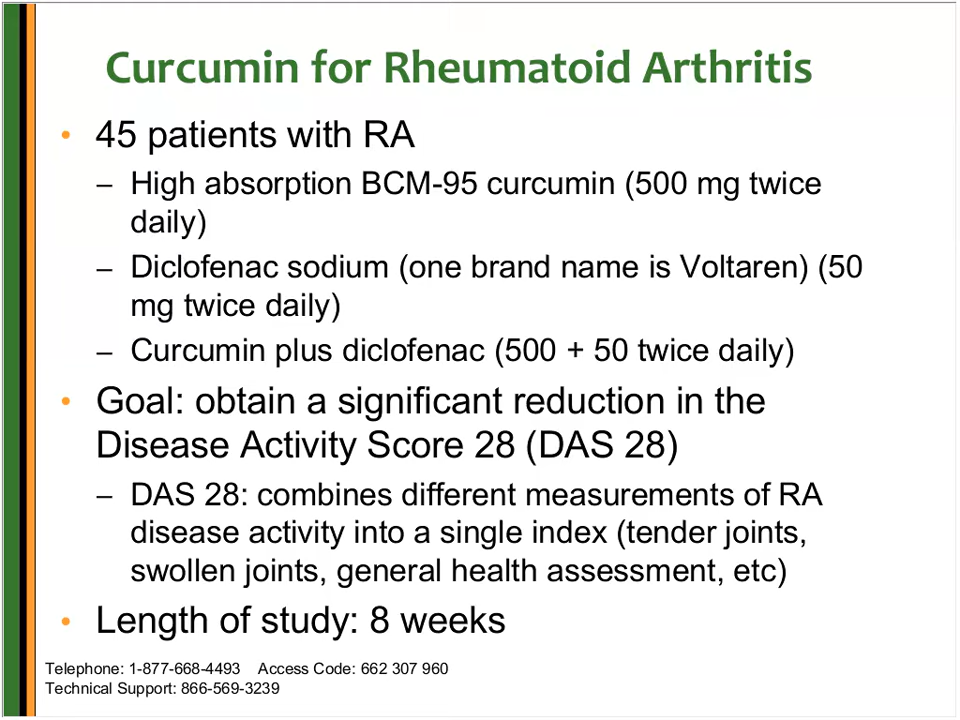 Curcumin for Rheumatoid Arthritis
• 45 patients with RA
– High absorption BCM-95 curcumin (500 mg twice
daily)
– Diclofenac sodium (one brand name is Voltaren) (50
mg twice daily)
– Curcumin plus diclofenac (500 + 50 twice daily)
• Goal: obtain a significant reduction in the
Disease Activity Score 28 (DAS 28)
– DAS 28: combines different measurements of RA
disease activity into a single index (tender joints,
swollen joints, general health assessment, etc)
• Length of study: 8 weeks
Telephone: 1-877-668-4493 Access Code: 662 307 960
Technical Support: 866-569-3239